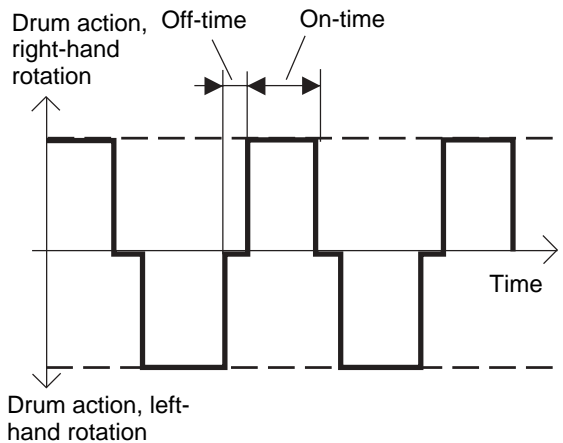 Drum action,
right-hand
rotation
Off-time
On-time
Time
Drum action, left-
hand rotation